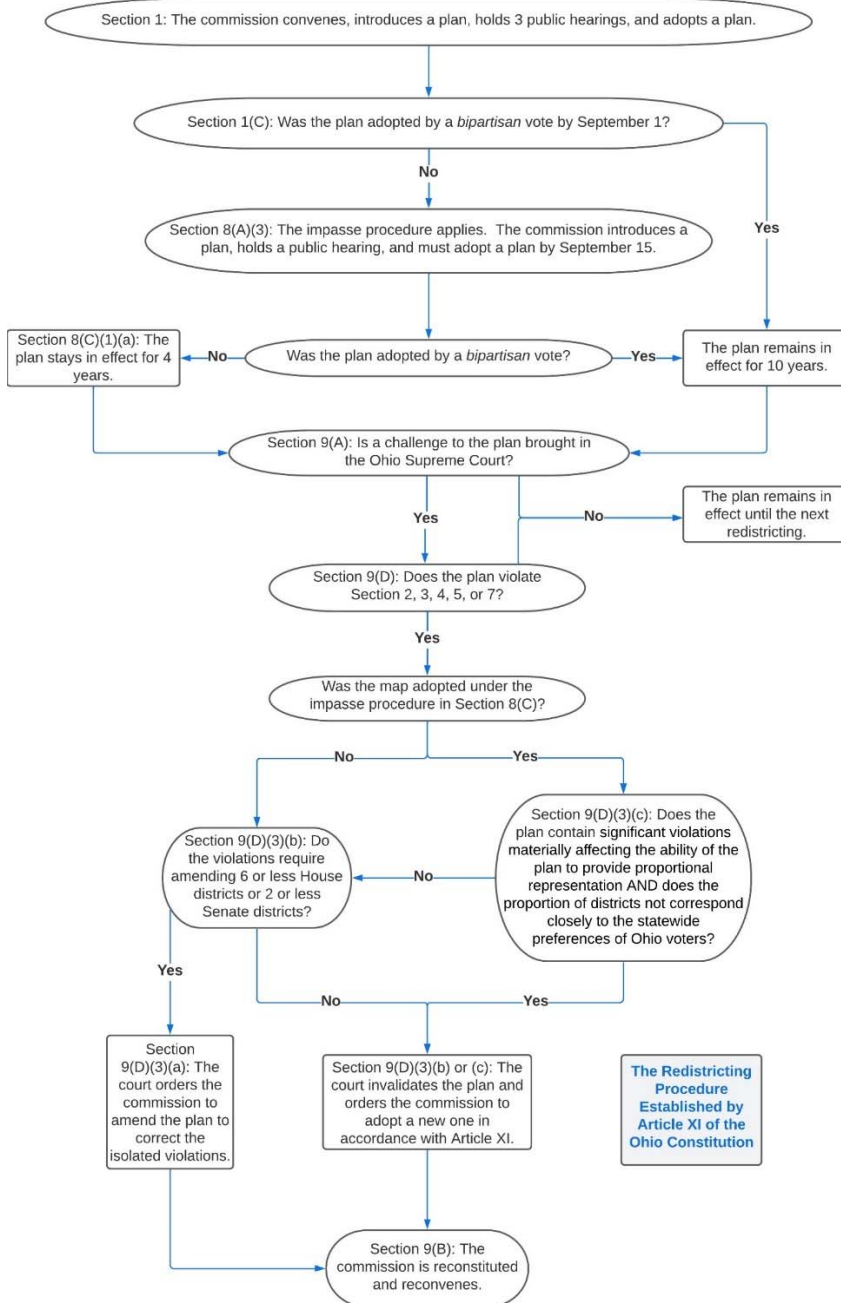 Section 1: The commission convenes, introduces a plan, holds 3 public hearings, and adopts a plan.
Section 1(C): Was the plan adopted by a bipartisan vote by September 1?
No
Yes
Section 8(A)(3): The impasse procedure applies.  The commission introduces a
plan, holds a public hearing, and must adopt a plan by September 15.
Section 8(C)(1)(a): The
plan stays in effect for 4
years.
No
Was the plan adopted by a bipartisan vote?
Yes
The plan remains in
effect for 10 years.
Section 9(A): Is a challenge to the plan brought in
the Ohio Supreme Court?
Yes
No
The plan remains in
effect until the next
redistricting.
Section 9(D): Does the plan violate
Section 2, 3, 4, 5, or 7?
Yes
Was the map adopted under the
impasse procedure in Section 8(C)?
No
Yes
Section 9(D)(3)(b): Do
the violations require
amending 6 or less House
districts or 2 or less
Senate districts?
No
Section 9(D)(3)(c): Does the
plan contain significant violations
materially affecting the ability of the
plan to provide proportional
representation AND does the
proportion of districts not correspond
closely to the statewide
preferences of Ohio voters?
Yes
No
Yes
Section
9(D)(3)(a): The
court orders the
commission to
amend the plan to
correct the
isolated violations.
Section 9(D)(3)(b) or (c): The
court invalidates the plan and
orders the commission to
adopt a new one in
accordance with Article XI.
The Redistricting
Procedure
Established by
Article XI of the
Ohio Constitution
Section 9(B): The
commission is reconstituted
and reconvenes.